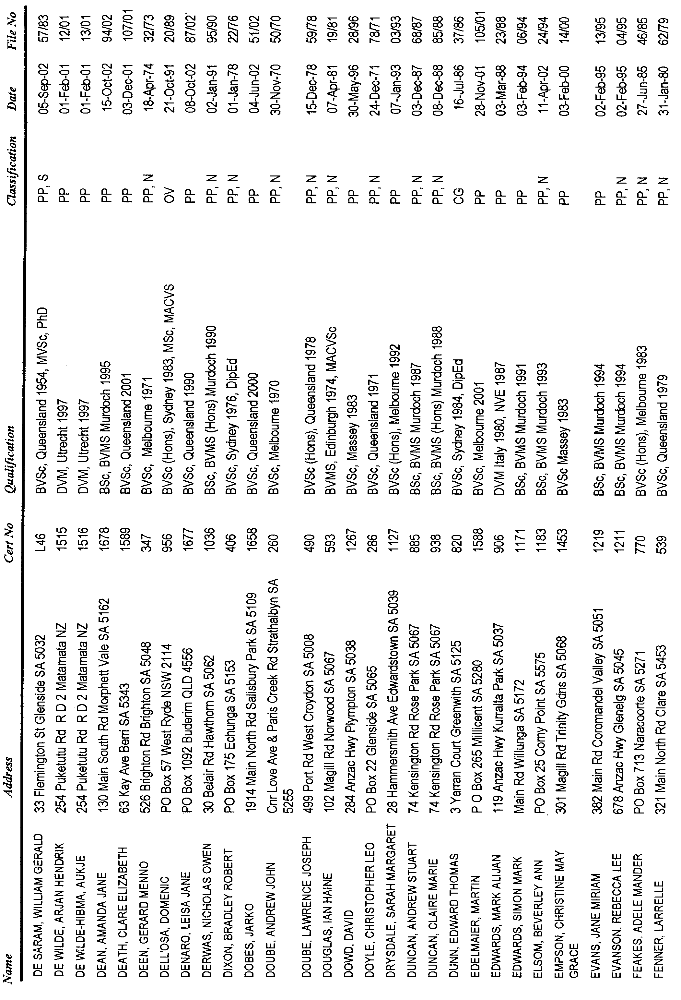 Name Address Cert No Qualification Classification Date File No
DE SARAM, WILLIAM GERALD 33 Flemington St Glenside SA 5032 L46 BVSc, Queensland 1954, MVSc, PhD PP, S 05-Sep-02 57/83
DE WILDE, ARJAN HENDRIK 254 Puketutu Rd R D 2 Matamata NZ 1515 DVM, Utrecht 1997 PP 01-Feb-01 12/01
DE WILDE-HIBMA, AUKJE 254 Puketutu Rd R D 2 Matamata NZ 1516 DVM, Utrecht 1997 PP 01-Feb-01 13/01
DEAN, AMANDA JANE 130 Main South Rd Morphett Vale SA 5162 1678 BSc, BVMS Murdoch 1995 PP 15-Oct-02 94/02
DEATH, CLARE ELIZABETH 63 Kay Ave Berri SA 5343 1589 BVSc, Queensland 2001 PP 03-Dec-01 107/01
DEEN, GERARD MENNO 526 Brighton Rd Brighton SA 5048 347 BVSc, Melbourne 1971 PP, N 18-Apr-74 32/73
DELL'OSA, DOMENIC PO Box 57 West Ryde NSW 2114 956 BVSc (Hons), Sydney 1983, MSc, MACVS OV 21-Oct-91 20/89
DENARO, LEISA JANE PO Box 1092 Buderim QLD 4556 1677 BVSc, Queensland 1990 PP 08-Oct-02 87/02
DERWAS, NICHOLAS OWEN 30 Belair Rd Hawthorn SA 5062 1036 BSc, BVMS (Hons) Murdoch 1990 PP, N 02-Jan-91 95/90
DIXON, BRADLEY ROBERT PO Box 175 Echunga SA 5153 406 BVSc, Sydney 1976, DipEd PP, N 01-Jan-78 22/76
DOBES, JARKO 1914 Main North Rd Salisbury Park SA 5109 1658 BVSc, Queensland 2000 PP 04-Jun-02 51/02
DOUBE, ANDREW JOHN Cnr Love Ave & Paris Creek Rd Strathalbyn SA 260 BVSc, Melbourne 1970 PP, N 30-Nov-70 50/70
5255
DOUBE, LAWRENCE JOSEPH 499 Port Rd West Croydon SA 5008 490 BVSc (Hons), Queensland 1978 PP, N 15-Dec-78 59/78
DOUGLAS, IAN HAINE 102 Magill Rd Norwood SA 5067 593 BVMS, Edinburgh 1974, MACVSc PP, N 07-Apr-81 19/81
DOWD, DAVID 284 Anzac Hwy Plympton SA 5038 1267 BVSc, Massey 1983 PP 30-May-96 28/96
DOYLE, CHRISTOPHER LEO PO Box 22 Glenside SA 5065 286 BVSc, Queensland 1971 PP, N 24-Dec-71 78/71
DRYSDALE, SARAH MARGARET 28 Hammersmith Ave Edwardstown SA 5039 1127 BVSc (Hons), Melbourne 1992 PP 07-Jan-93 03/93
DUNCAN, ANDREW STUART 74 Kensington Rd Rose Park SA 5067 885 BSc, BVMS Murdoch 1987 PP, N 03-Dec-87 68/87
DUNCAN, CLAIRE MARIE 74 Kensington Rd Rose Park SA 5067 938 BSc, BVMS (Hons) Murdoch 1988 PP, N 08-Dec-88 85/88
DUNN, EDWARD THOMAS 3 Yarran Court Greenwith SA 5125 820 BVSc, Sydney 1984, DipEd CG 16-Jul-86 37/86
EDELMAIER, MARTIN P O Box 265 Millicent SA 5280 1588 BVSc, Melbourne 2001 PP 28-Nov-01 105/01
EDWARDS, MARK ALIJAN 119 Anzac Hwy Kurralta Park SA 5037 906 DVM Italy 1980, NVE 1987 PP 03-Mar-88 23/88
EDWARDS, SIMON MARK Main Rd Willunga SA 5172 1171 BSc, BVMS Murdoch 1991 PP 03-Feb-94 06/94
ELSOM, BEVERLEY ANN PO Box 25 Corny Point SA 5575 1183 BSc, BVMS Murdoch 1993 PP, N 11-Apr-02 24/94
EMPSON, CHRISTINE MAY 301 Magill Rd Trinity Gdns SA 5068 1453 BVSc Massey 1983 PP 03-Feb-00 14/00
GRACE
EVANS, JANE MIRIAM 382 Main Rd Coromandel Valley SA 5051 1219 BSc, BVMS Murdoch 1994 PP 02-Feb-95 13/95
EVANSON, REBECCA LEE 678 Anzac Hwy Glenelg SA 5045 1211 BSc, BVMS Murdoch 1994 PP, N 02-Feb-95 04/95
FEAKES, ADELE MANDER PO Box 713 Naracoorte SA 5271 770 BVSc (Hons), Melbourne 1983 PP, N 27-Jun-85 46/85
FENNER, LARRELLE 321 Main North Rd Clare SA 5453 539 BVSc, Queensland 1979 PP, N 31-Jan-80 62/79